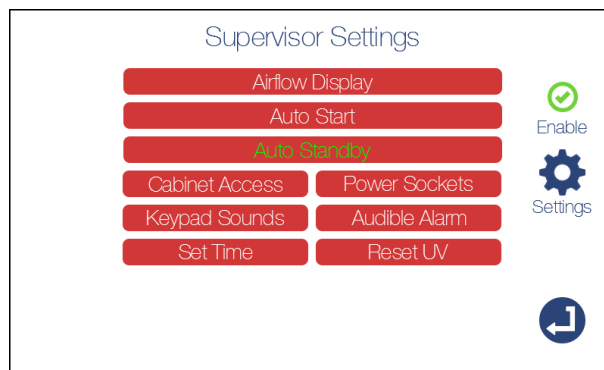 Supervisor Settings
Airflow Display
Auto Start
Auto Standby
Cabinet Access
Power Sockets
Keypad Sounds
Audible Alarm
Set Time
Reset UV
Enable
Settings